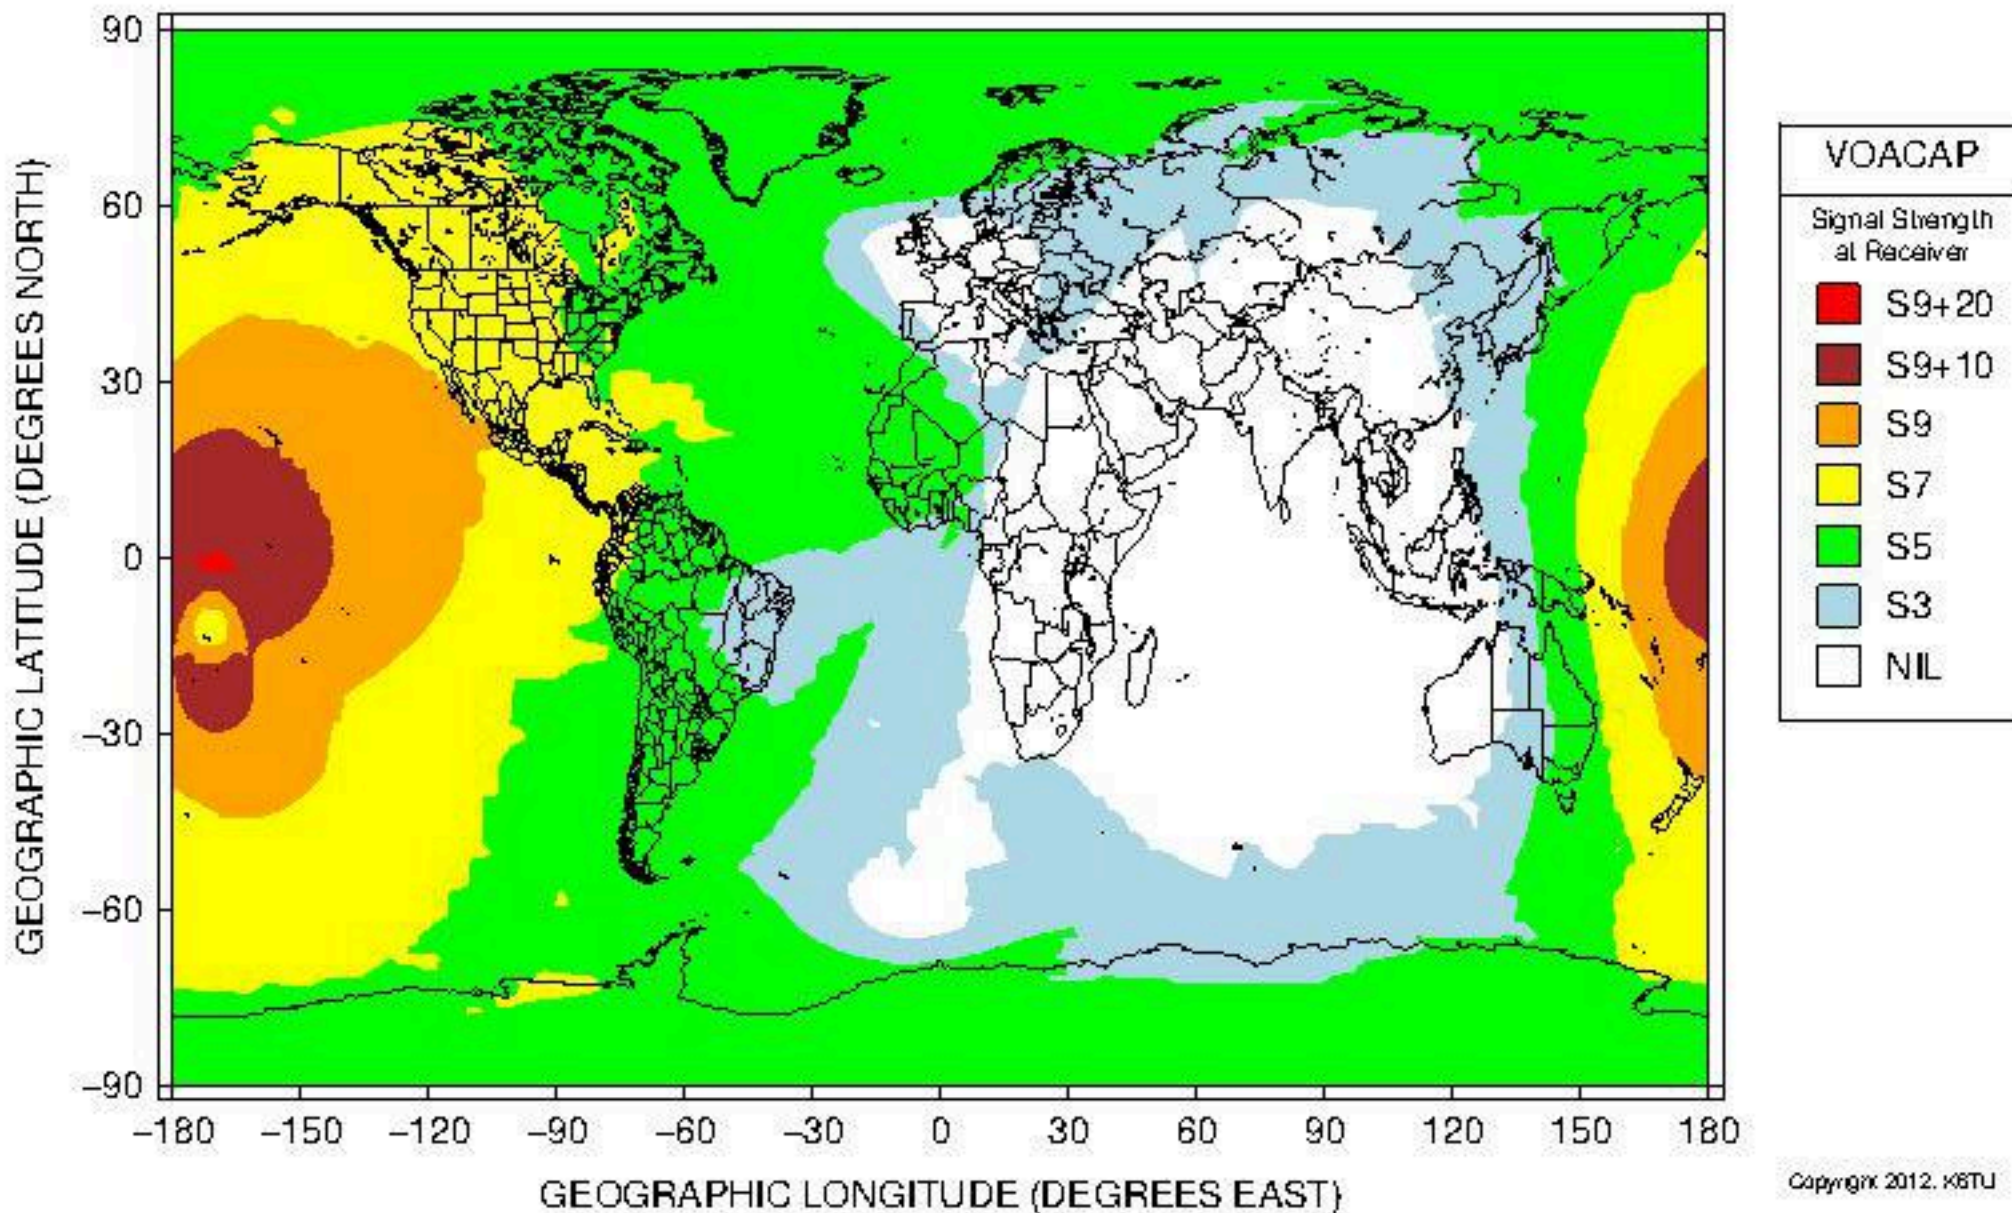 90
60
30
0
−30
−60
−90
GEOGRAPHIC LATITUDE (DEGREES NORTH)
−180 −150 −120 −90 −60 −30 0 30 60 90 120 150 180
GEOGRAPHIC LONGITUDE (DEGREES EAST)
VOACAP
Signal Strength
at Receiver
S9+20
S9+10
S9
S7
S5
S3
NIL
Copyright 2012, K6TU